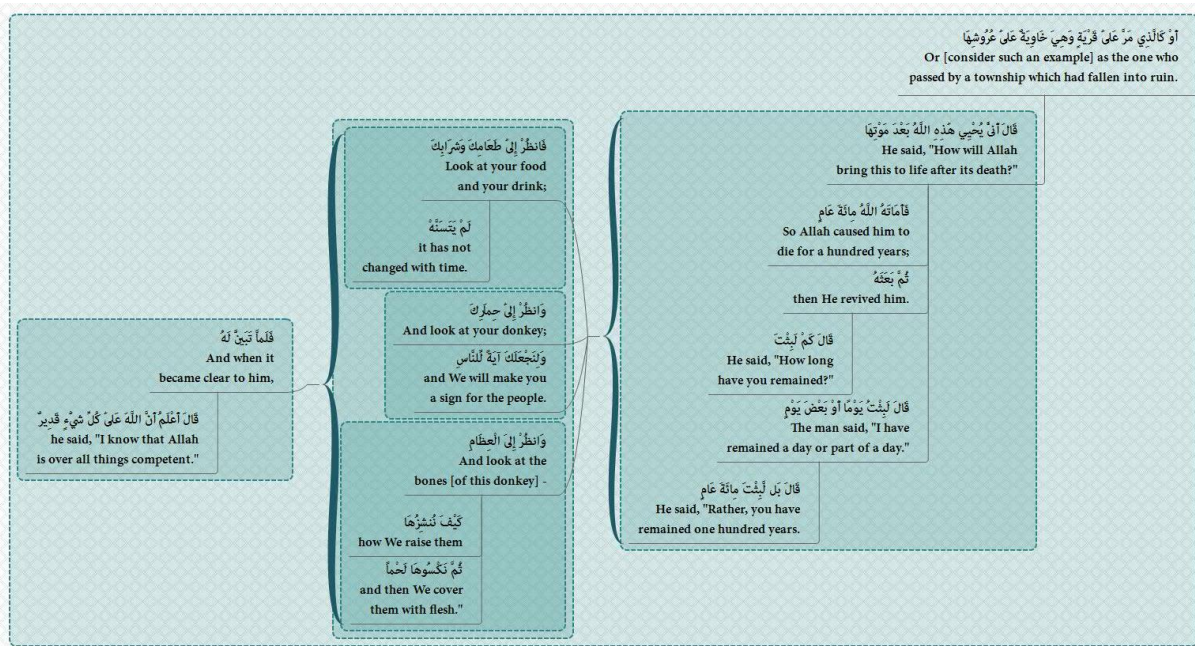 أَوْ كَالَّذِي مَرَّ عَلَىٰ قَرْيَةٍ وَهِيَ خَاوِيَةٌ عَلَىٰ عُرُوشِهَا
Or [consider such an example] as the one who
passed by a township which had fallen into ruin.
قَالَ أَنَّىٰ يُحْيِي هَٰذِهِ اللَّهُ بَعْدَ مَوْتِهَا
He said, "How will Allah
bring this to life after its death?"
فَأَمَاتَهُ اللَّهُ مِائَةَ عَامٍ
So Allah caused him to
die for a hundred years;
ثُمَّ بَعَثَهُ
then He revived him.
قَالَ كَمْ لَبِثْتَ
He said, "How long
have you remained?"
قَالَ لَبِثْتُ يَوْمًا أَوْ بَعْضَ يَوْمٍ
The man said, "I have
remained a day or part of a day."
قَالَ بَل لَّبِثْتَ مِائَةَ عَامٍ
He said, "Rather, you have
remained one hundred years.
فَانظُرْ إِلَىٰ طَعَامِكَ وَشَرَابِكَ
Look at your food
and your drink;
لَمْ يَتَسَنَّهْ
it has not
changed with time.
وَانظُرْ إِلَىٰ حِمَارِكَ
And look at your donkey;
وَلِنَجْعَلَكَ آيَةً لِّلنَّاسِ
and We will make you
a sign for the people.
وَانظُرْ إِلَى الْعِظَامِ
And look at the
bones [of this donkey] -
كَيْفَ نُنشِزُهَا
how We raise them
ثُمَّ نَكْسُوهَا لَحْماً
and then We cover
them with flesh."
فَلَمَّا تَبَيَّنَ لَهُ
And when it
became clear to him,
قَالَ أَعْلَمُ أَنَّ اللَّهَ عَلَىٰ كُلِّ شَيْءٍ قَدِيرٌ
he said, "I know that Allah
is over all things competent."